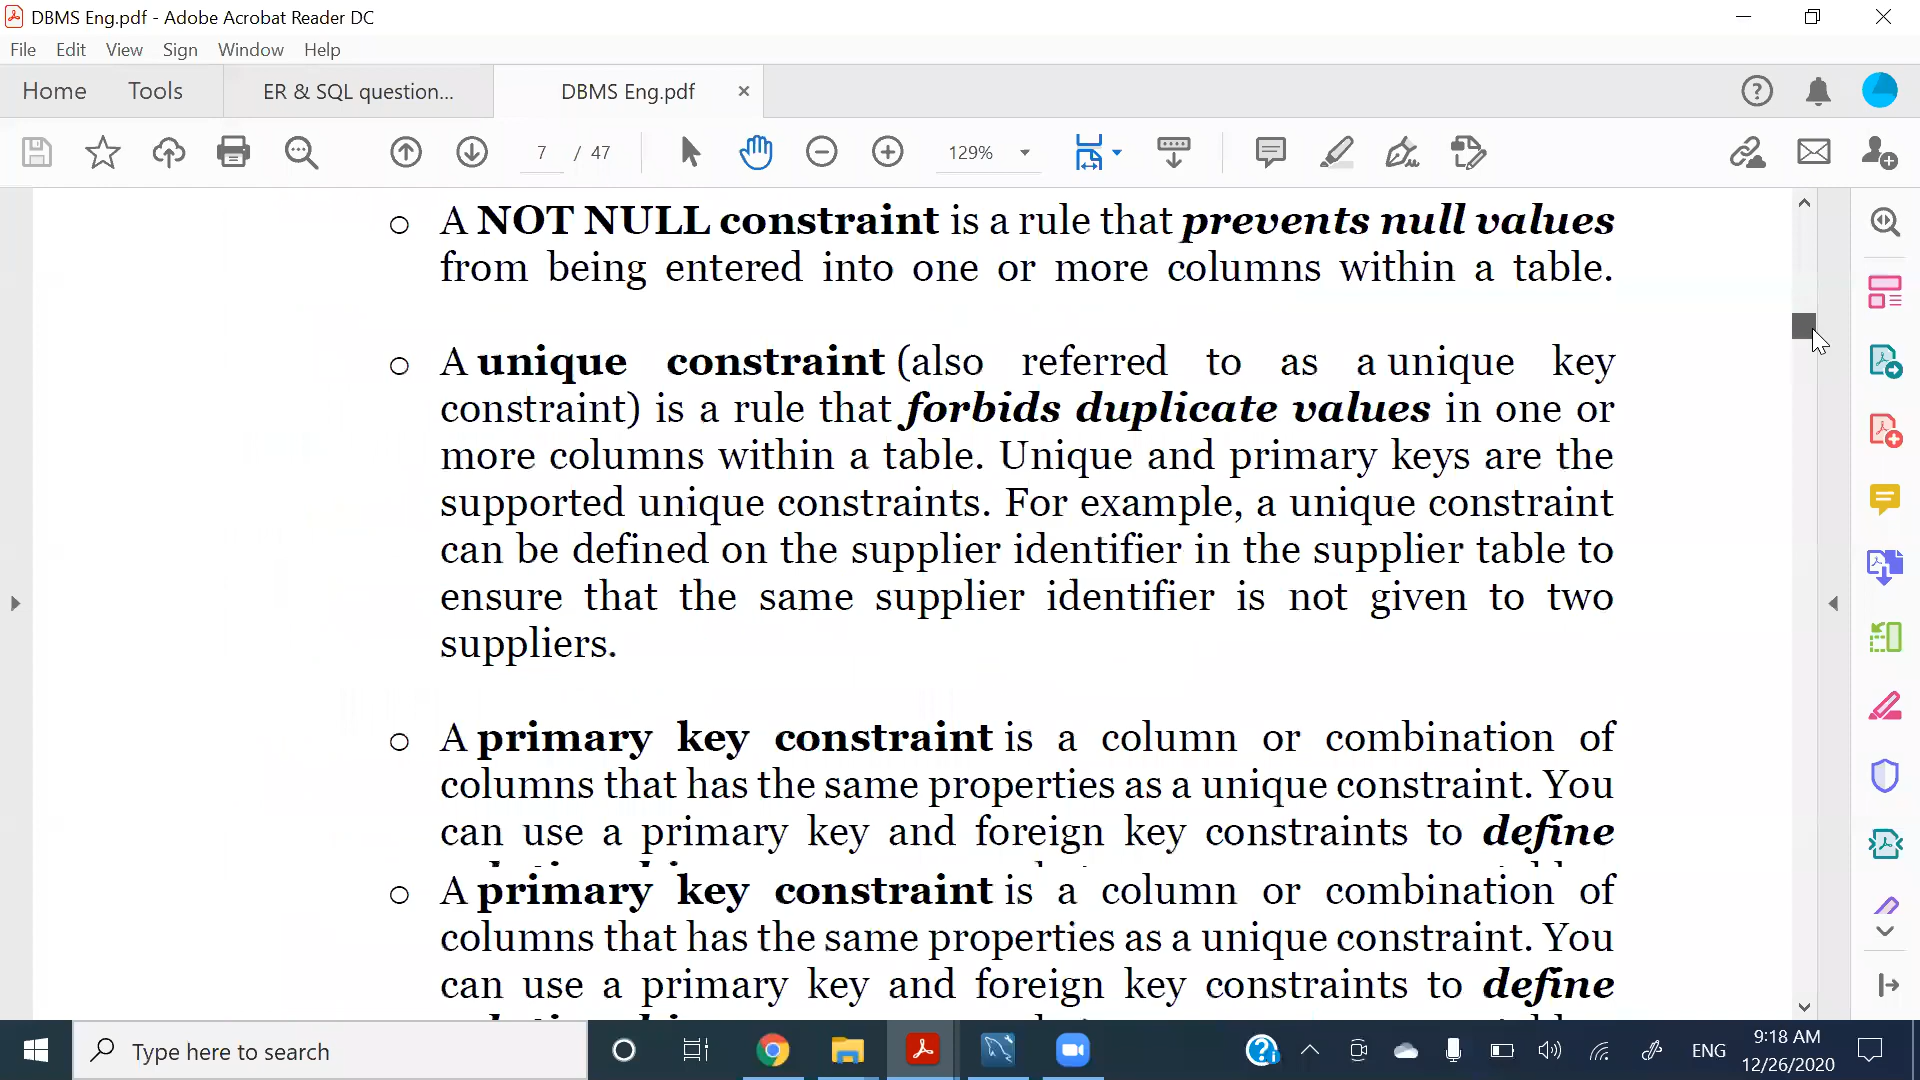 DBMS Eng.pdf - Adobe Acrobat Reader DC
File Edit View Sign Window Help
Home Tools ER & SQL question... DBMS Eng.pdf
7 / 47 129%
A NOT NULL constraint is a rule that prevents null values
from being entered into one or more columns within a table.
A unique constraint (also referred to as a unique key
constraint) is a rule that forbids duplicate values in one or
more columns within a table. Unique and primary keys are the
supported unique constraints. For example, a unique constraint
can be defined on the supplier identifier in the supplier table to
ensure that the same supplier identifier is not given to two
suppliers.
A primary key constraint is a column or combination of
columns that has the same properties as a unique constraint. You
can use a primary key and foreign key constraints to define
A primary key constraint is a column or combination of
columns that has the same properties as a unique constraint. You
can use a primary key and foreign key constraints to define
Type here to search
ENG
9:18 AM
12/26/2020